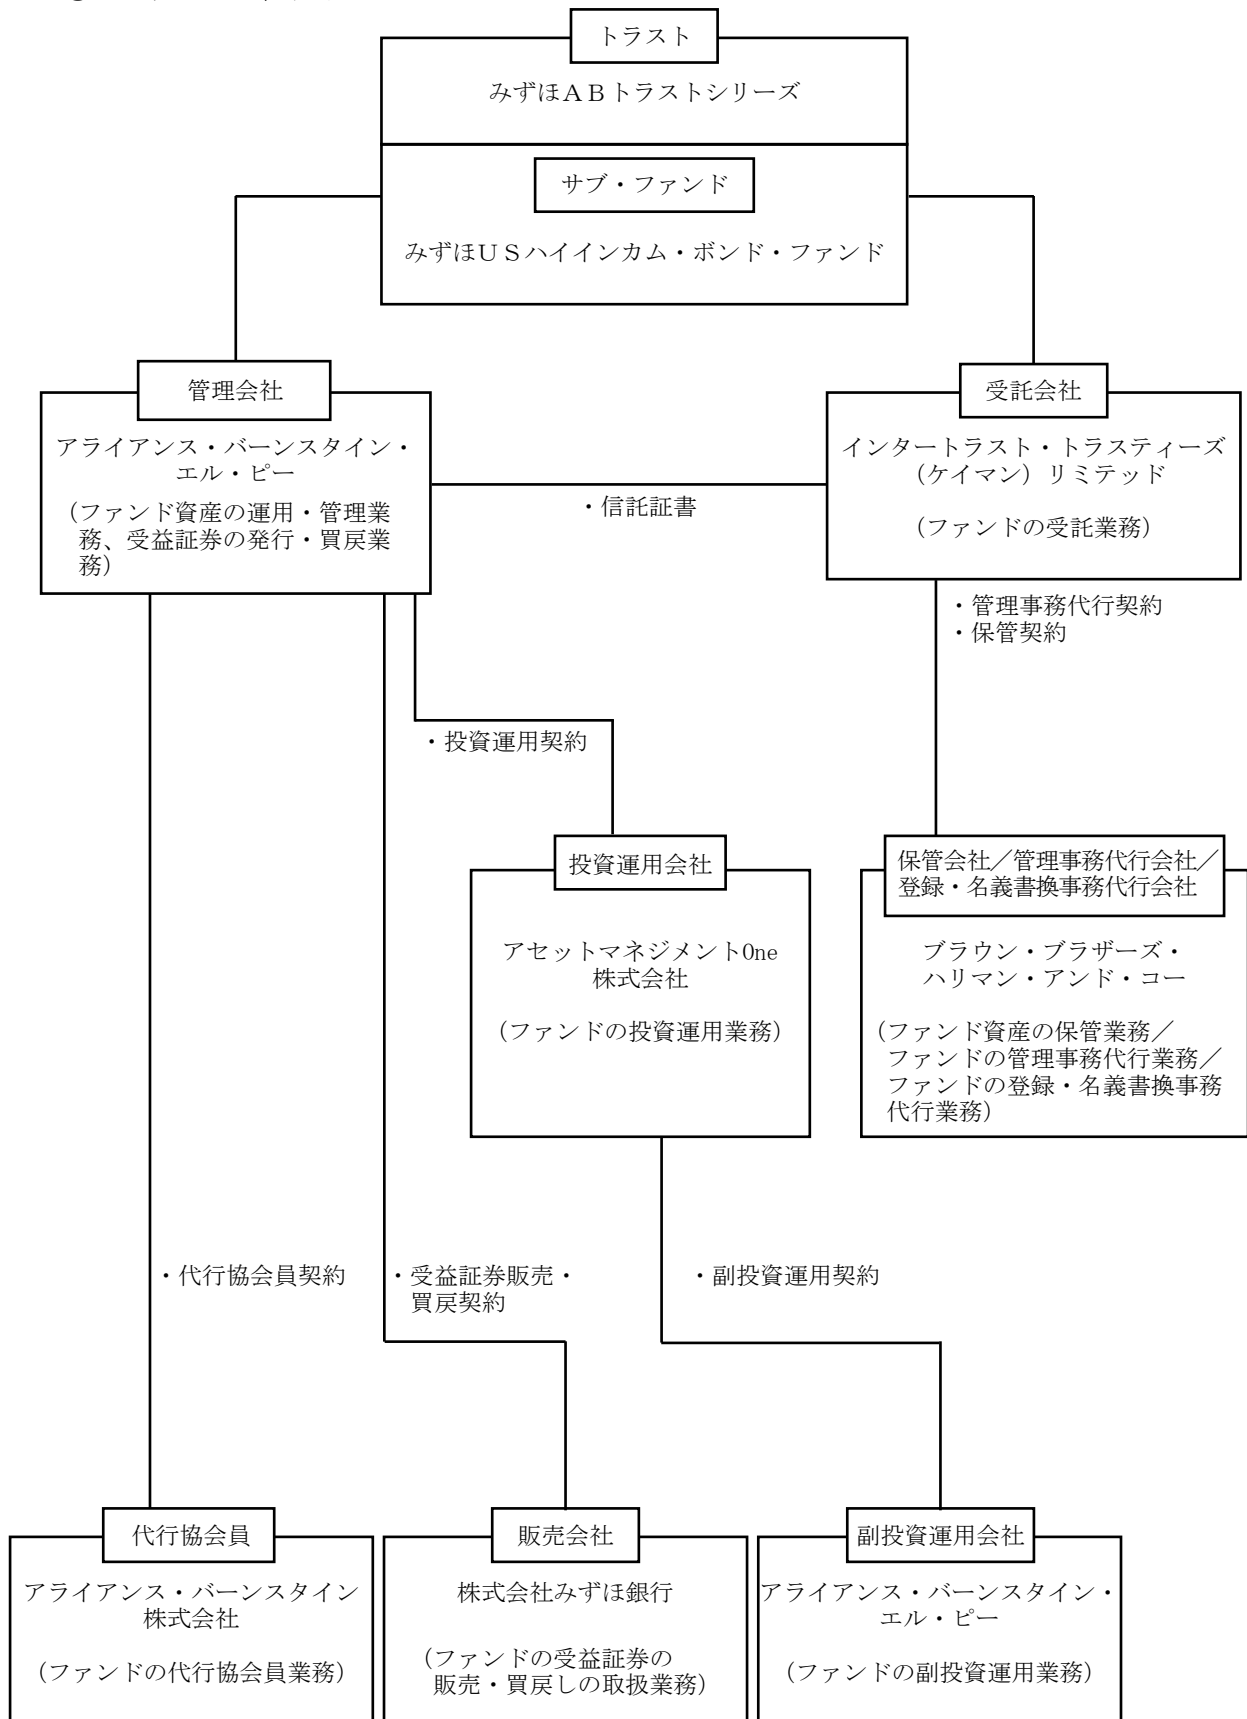 トラスト
みずほＡＢトラストシリーズ
サブ・ファンド
みずほＵＳハイインカム・ボンド・ファンド
管理会社
アライアンス・バーンスタイン・
エル・ピー
（ファンド資産の運用・管理業
務、受益証券の発行・買戻業
務）
・信託証書
受託会社
インタートラスト・トラスティーズ
（ケイマン）リミテッド
（ファンドの受託業務）
・管理事務代行契約
・保管契約
・投資運用契約
投資運用会社
アセットマネジメントOne
株式会社
（ファンドの投資運用業務）
保管会社／管理事務代行会社／
登録・名義書換事務代行会社
ブラウン・ブラザーズ・
ハリマン・アンド・コー
（ファンド資産の保管業務／
ファンドの管理事務代行業務／
ファンドの登録・名義書換事務
代行業務）
・代行協会員契約
・受益証券販売・
買戻契約
・副投資運用契約
代行協会員
アライアンス・バーンスタイン
株式会社
（ファンドの代行協会員業務）
販売会社
株式会社みずほ銀行
（ファンドの受益証券の
販売・買戻しの取扱業務）
副投資運用会社
アライアンス・バーンスタイン・
エル・ピー
（ファンドの副投資運用業務）